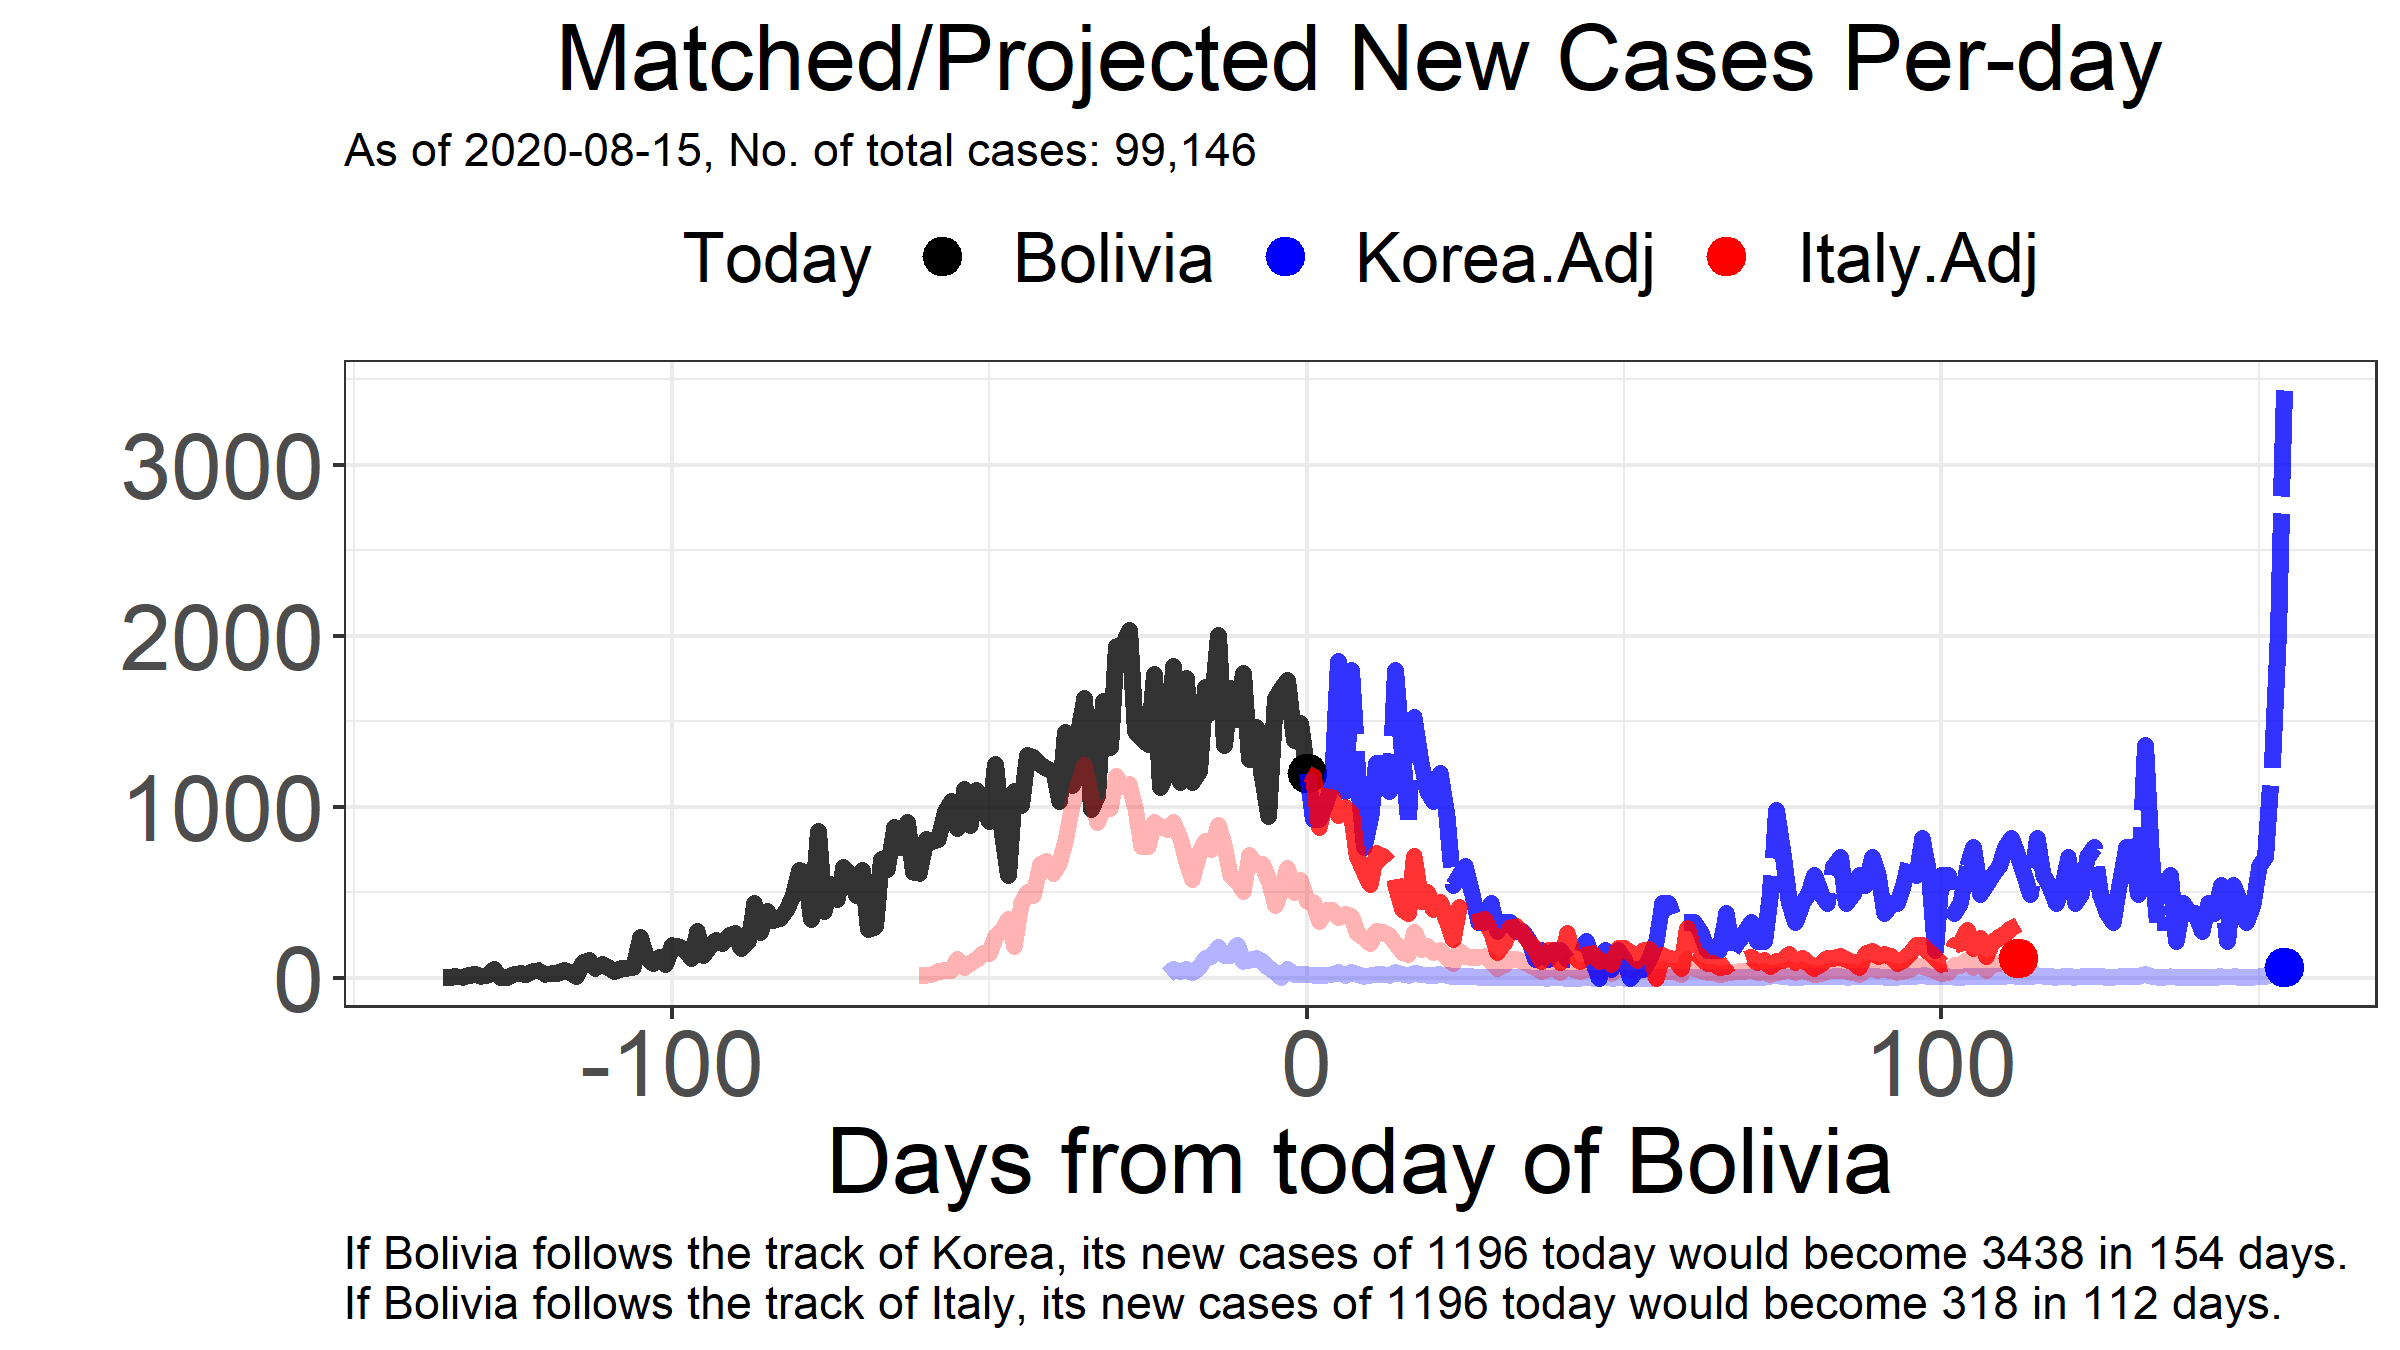 Matched/Projected New Cases Per-day
As of 2020-08-15, No. of total cases: 99,146
Today Bolivia Korea.Adj Italy.Adj
3000
2000
1000
0
-100 0 100
Days from today of Bolivia
If Bolivia follows the track of Korea, its new cases of 1196 today would become 3438 in 154 days.
If Bolivia follows the track of Italy, its new cases of 1196 today would become 318 in 112 days.